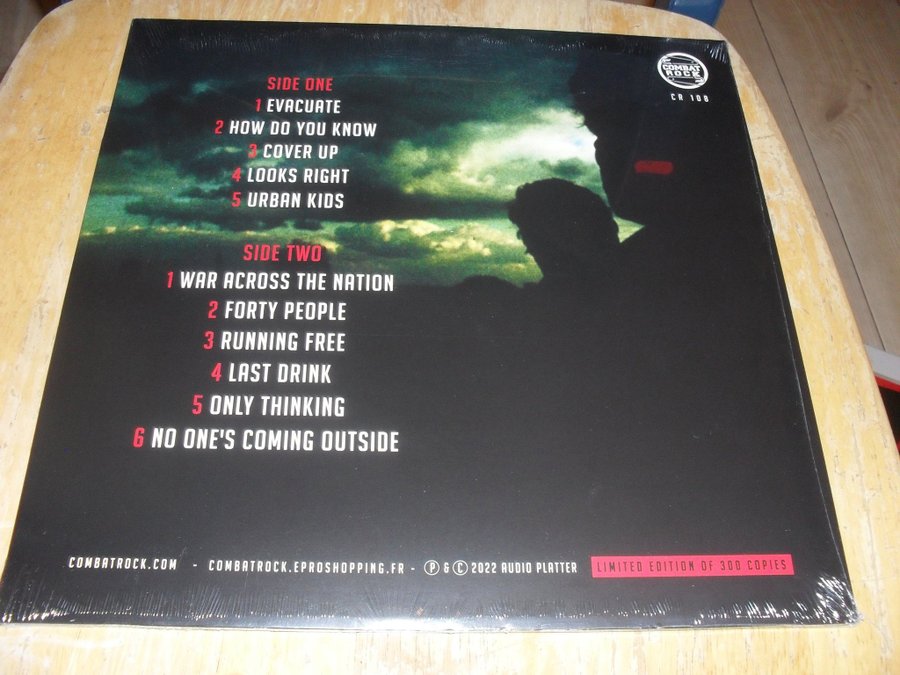 COMBAT
ROCK
CR 108
SIDE ONE
1 EVACUATE
2 HOW DO YOU KNOW
3 COVER UP
4 LOOKS RIGHT
5 URBAN KIDS
SIDE TWO
1 WAR ACROSS THE NATION
2 FORTY PEOPLE
3 RUNNING FREE
4 LAST DRINK
5 ONLY THINKING
6 NO ONE'S COMING OUTSIDE
COMBATROCK.COM - COMBATROCK.EPROSHOPPING.FR - Ⓟ & © 2022 AUDIO PLATTER LIMITED EDITION OF 300 COPIES